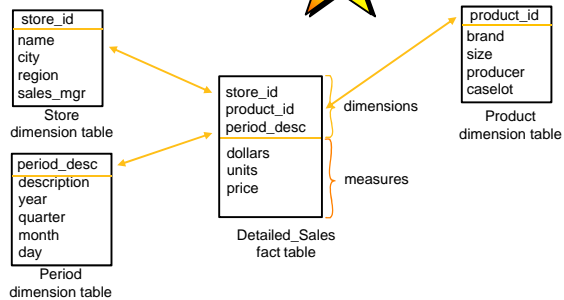 store_id
name
city
region
sales_mgr
Store
dimension table
period_desc
description
year
quarter
month
day
Period
dimension table
store_id
product_id
period_desc
dollars
units
price
dimensions
measures
Detailed_Sales
fact table
product_id
brand
size
producer
caselot
Product
dimension table